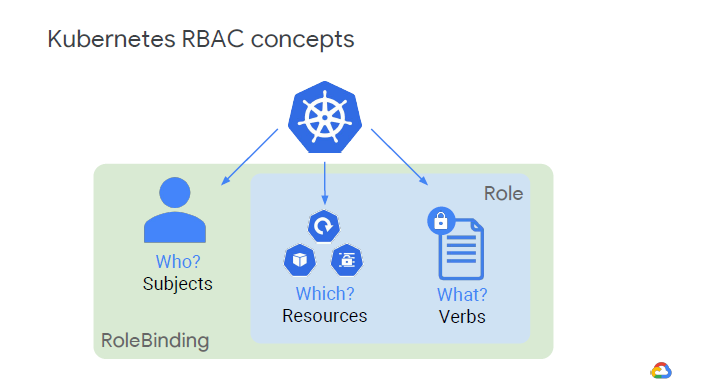 Kubernetes RBAC concepts
Role
Who?
Subjects
Which?
Resources
What?
Verbs
RoleBinding